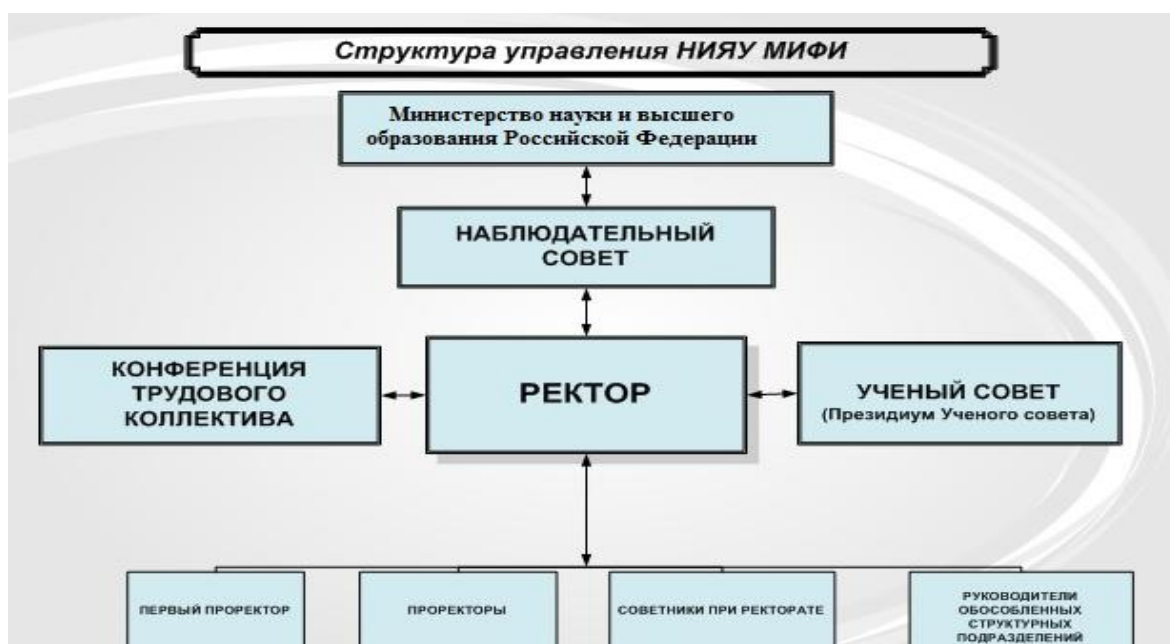 Структура управления НИЯУ МИФИ
Министерство науки и высшего
образования Российской Федерации
НАБЛЮДАТЕЛЬНЫЙ
СОВЕТ
КОНФЕРЕНЦИЯ
ТРУДОВОГО
КОЛЛЕКТИВА
РЕКТОР
УЧЕНЫЙ СОВЕТ
(Президиум Ученого совета)
ПЕРВЫЙ ПРОРЕКТОР
ПРОРЕКТОРЫ
СОВЕТНИКИ ПРИ РЕКТОРАТЕ
РУКОВОДИТЕЛИ
ОБОСОБЛЕННЫХ
СТРУКТУРНЫХ
ПОДРАЗДЕЛЕНИЙ